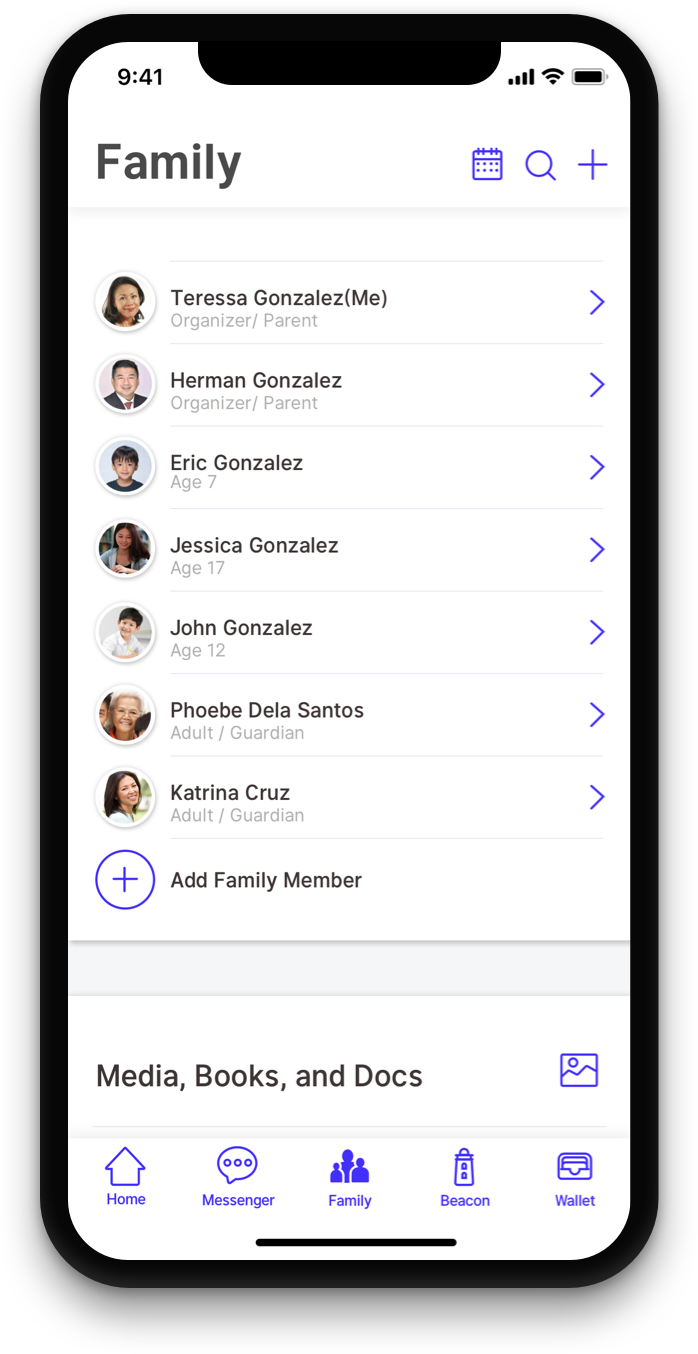 9:41
Family
Teressa Gonzalez(Me)
Organizer/ Parent
Herman Gonzalez
Organizer/ Parent
Eric Gonzalez
Age 7
Jessica Gonzalez
Age 17
John Gonzalez
Age 12
Phoebe Dela Santos
Adult / Guardian
Katrina Cruz
Adult / Guardian
Add Family Member
Media, Books, and Docs
Home Messenger Family Beacon Wallet